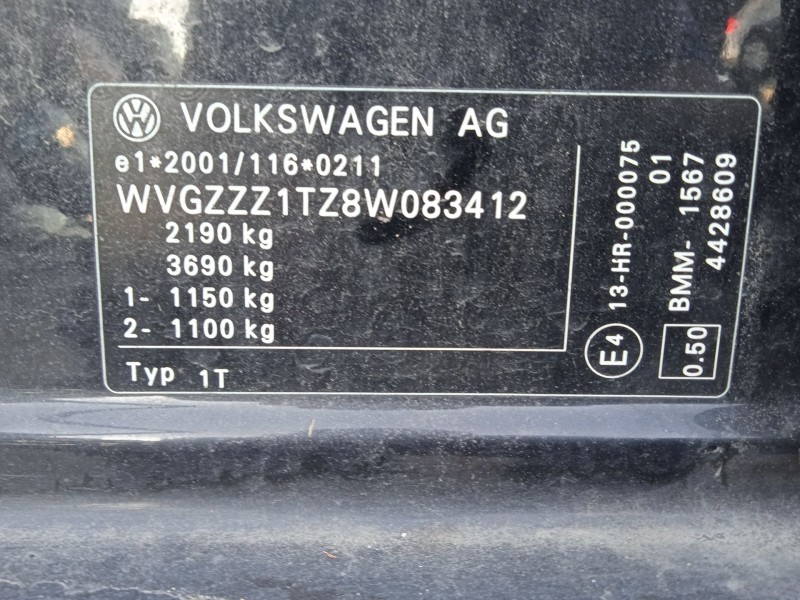 VOLKSWAGEN AG
e1*2001/116*0211
WVGZZZ1TZ8W083412
2190 kg
3690 kg
1- 1150 kg
2- 1100 kg
Typ 1T
E4 13-HR-000075
01
0.50 BMM- 1567
4428609